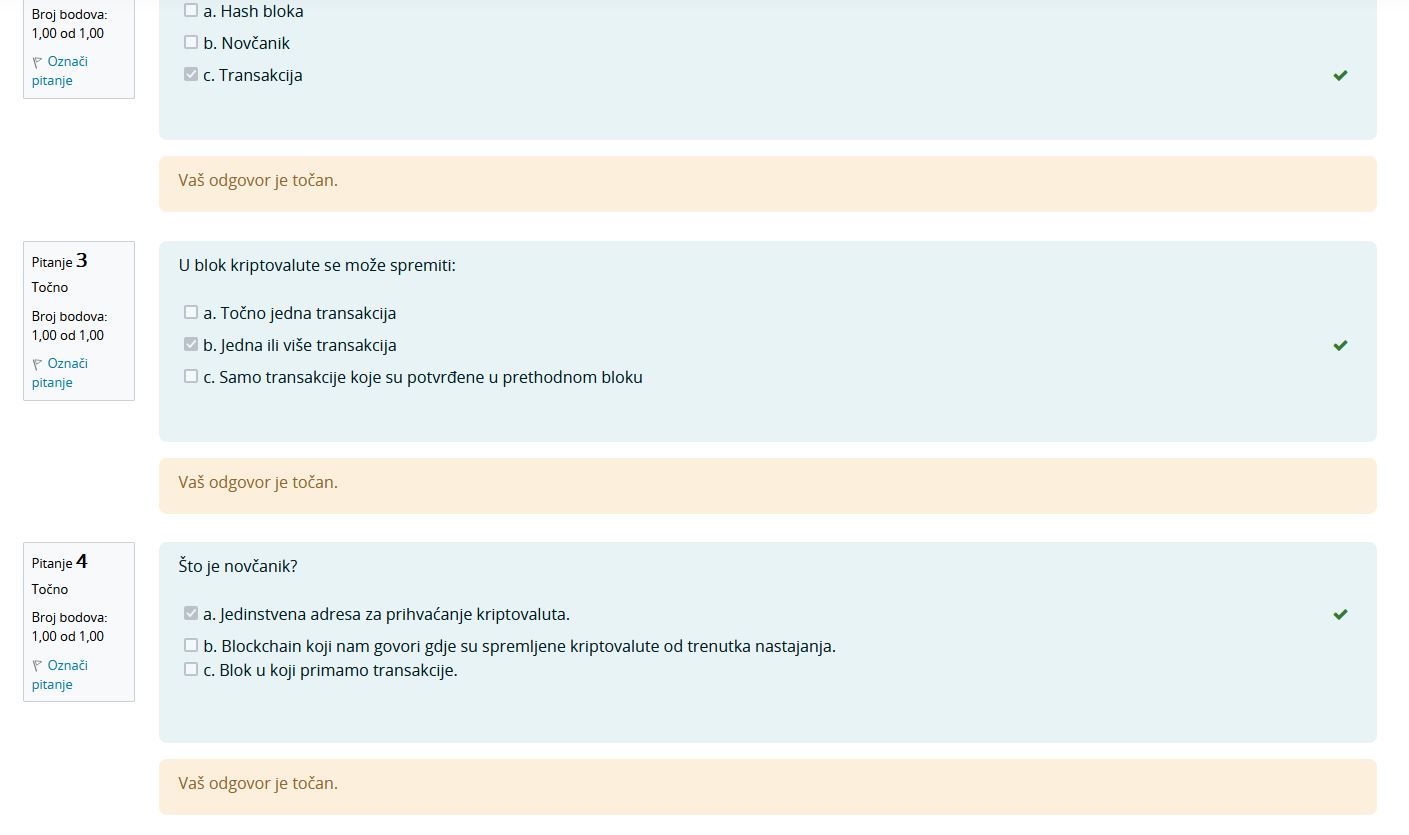 Broj bodova:
1,00 od 1,00
Označi
pitanje
a. Hash bloka
b. Novčanik
c. Transakcija
Vaš odgovor je točan.
Pitanje 3
Točno
Broj bodova:
1,00 od 1,00
Označi
pitanje
U blok kriptovalute se može spremiti:
a. Točno jedna transakcija
b. Jedna ili više transakcija
c. Samo transakcije koje su potvrđene u prethodnom bloku
Vaš odgovor je točan.
Pitanje 4
Točno
Broj bodova:
1,00 od 1,00
Označi
pitanje
Što je novčanik?
a. Jedinstvena adresa za prihvaćanje kriptovaluta.
b. Blockchain koji nam govori gdje su spremljene kriptovalute od trenutka nastajanja.
c. Blok u koji primamo transakcije.
Vaš odgovor je točan.